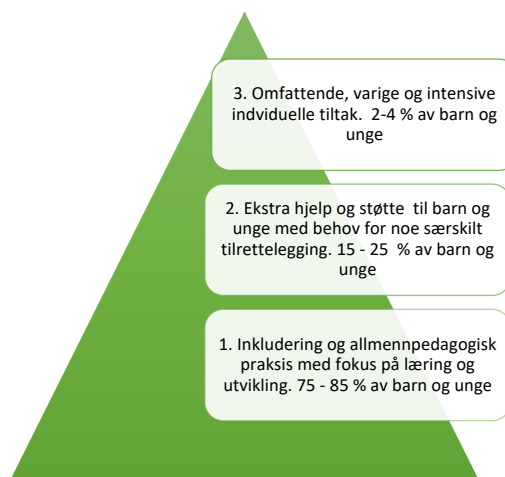 3. Omfattende, varige og intensive
indviduelle tiltak.  2-4 % av barn og
unge
2. Ekstra hjelp og støtte  til barn og
unge med behov for noe særskilt
tilrettelegging. 15 - 25  % av barn og
unge
1. Inkludering og allmennpedagogisk
praksis med fokus på læring og
utvikling. 75 - 85 % av barn og unge